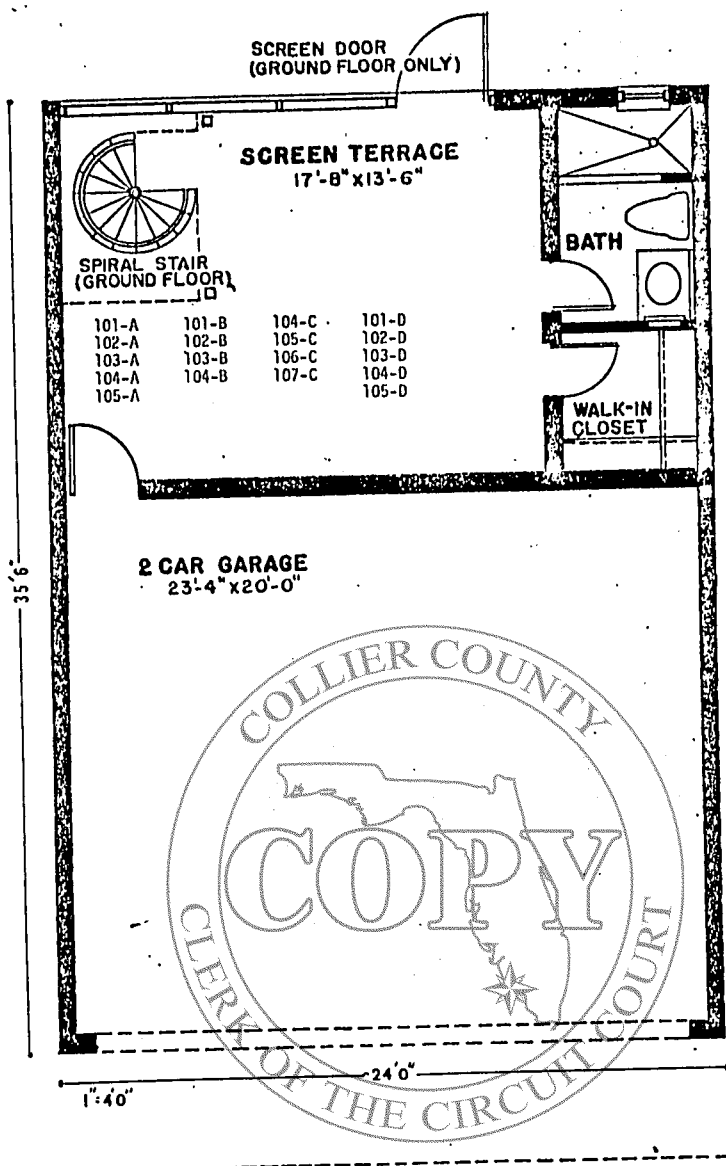 SCREEN DOOR
(GROUND FLOOR ONLY)
SCREEN TERRACE
17'-8"X13'-6"
BATH
SPIRAL STAIR
(GROUND FLOOR)
101-A 101-B 104-C 101-D
102-A 102-B 105-C 102-D
103-A 103-B 106-C 103-D
104-A 104-B 107-C 104-D
105-A 105-D
WALK-IN
CLOSET
35'6"
2 CAR GARAGE
23'-4"X20'-0"
COLLIER COUNTY
COPY
CLERK OF THE CIRCUIT COURT
24'0"
1":40"